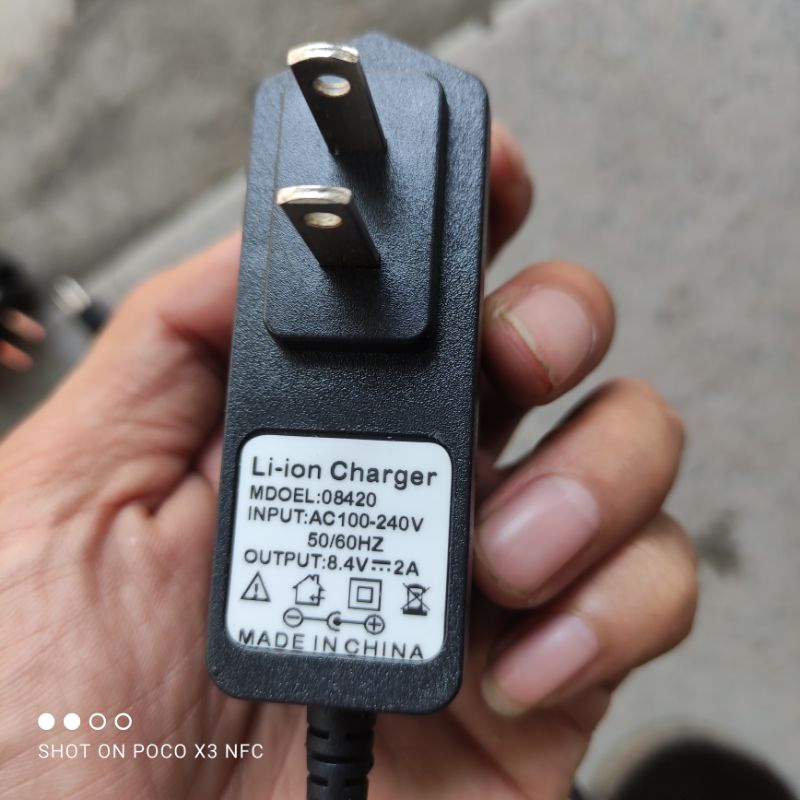 Li-ion Charger
MDOEL:08420
INPUT:AC100-240V
50/60HZ
OUTPUT:8.4V⎓2A
MADE IN CHINA
SHOT ON POCO X3 NFC